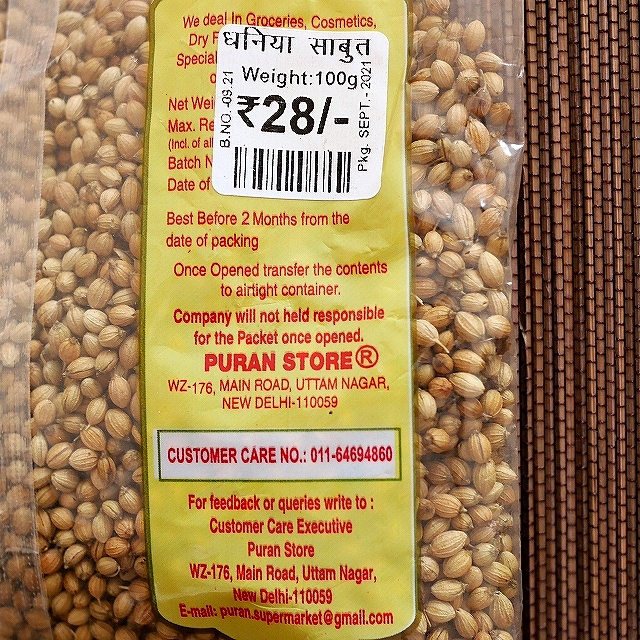 We deal In Groceries, Cosmetics,
Dry
धनिया साबुत
Weight:100g
₹28/-
B.NO.-09.21
Pkg. SEPT.-2021
Net
Max.
(Incl. of all
Batch
Date of
Best Before 2 Months from the
date of packing
Once Opened transfer the contents
to airtight container.
Company will not held responsible
for the Packet once opened.
PURAN STORE®
WZ-176, MAIN ROAD, UTTAM NAGAR,
NEW DELHI-110059
CUSTOMER CARE NO.: 011-64694860
For feedback or queries write to :
Customer Care Executive
Puran Store
WZ-176, Main Road, Uttam Nagar,
New Delhi-110059
E-mail: puran.supermarket@gmail.com